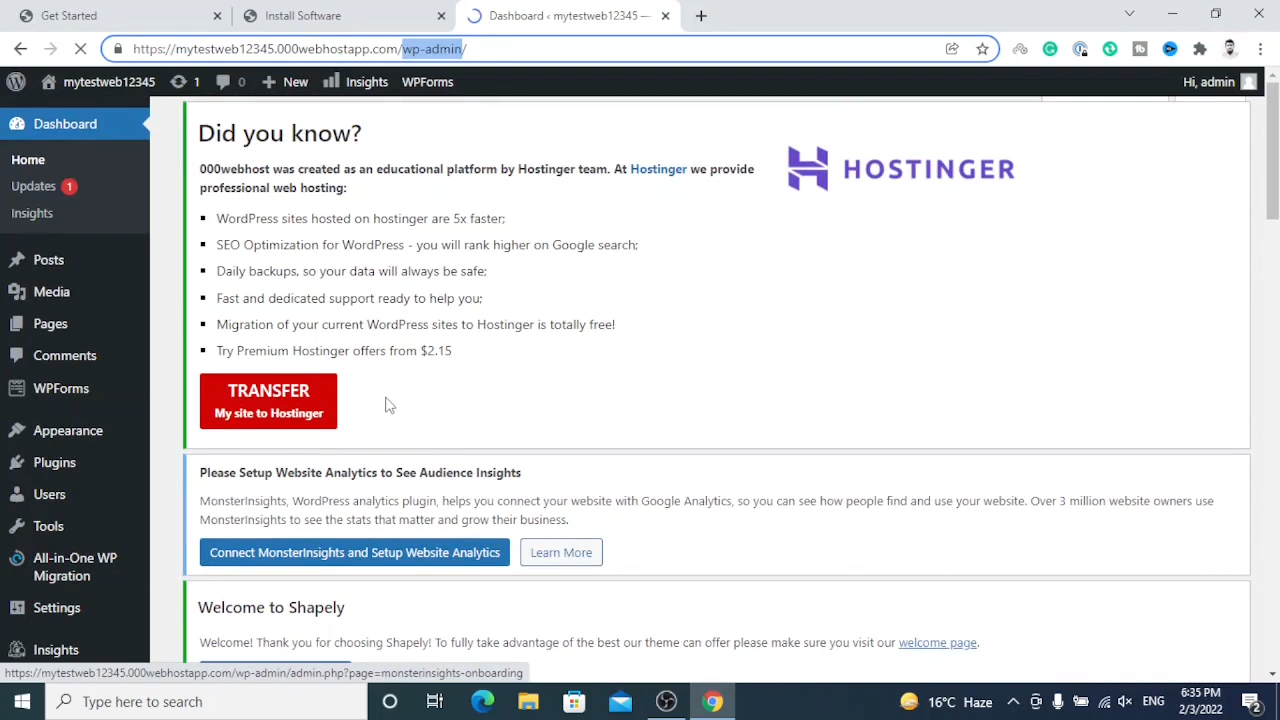 Get Started
Install Software
Dashboard ‹ mytestweb12345 —
https://mytestweb12345.000webhostapp.com/wp-admin/
mytestweb12345
1
0
New
Insights
WPForms
Hi, admin
Dashboard
Home
Updates 1
Insights
Posts
Media
Pages
Comments
WPForms
Appearance
Plugins
Users
Tools
All-in-One WP
Migration
Settings
Insights
Did you know?
000webhost was created as an educational platform by Hostinger team. At Hostinger we provide
professional web hosting:
WordPress sites hosted on hostinger are 5x faster;
SEO Optimization for WordPress - you will rank higher on Google search;
Daily backups, so your data will always be safe;
Fast and dedicated support ready to help you;
Migration of your current WordPress sites to Hostinger is totally free!
Try Premium Hostinger offers from $2.15
HOSTINGER
TRANSFER
My site to Hostinger
Please Setup Website Analytics to See Audience Insights
MonsterInsights, WordPress analytics plugin, helps you connect your website with Google Analytics, so you can see how people find and use your website. Over 3 million website owners use
MonsterInsights to see the stats that matter and grow their business.
Connect MonsterInsights and Setup Website Analytics
Learn More
Welcome to Shapely
Welcome! Thank you for choosing Shapely! To fully take advantage of the best our theme can offer please make sure you visit our welcome page.
https://mytestweb12345.000webhostapp.com/wp-admin/admin.php?page=monsterinsights-onboarding
Type here to search
16°C Haze
ENG
6:35 PM
2/3/2022
2